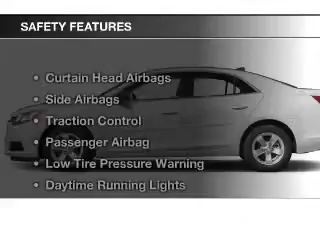 SAFETY FEATURES
• Curtain Head Airbags
• Side Airbags
• Traction Control
• Passenger Airbag
• Low Tire Pressure Warning
• Daytime Running Lights